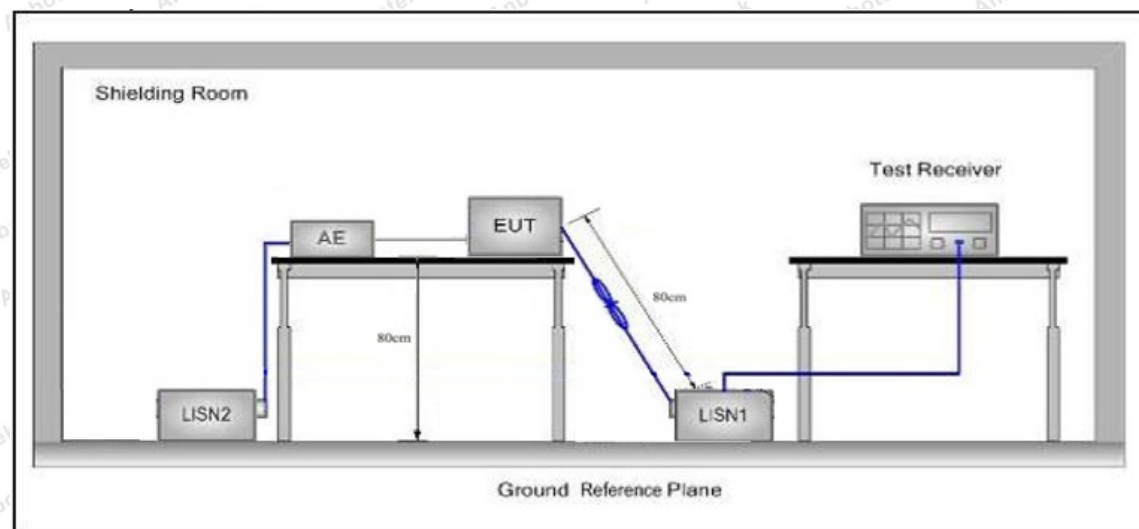 Shielding Room
Test Receiver
AE
EUT
80cm
80cm
LISN2
LISN1
Ground Reference Plane